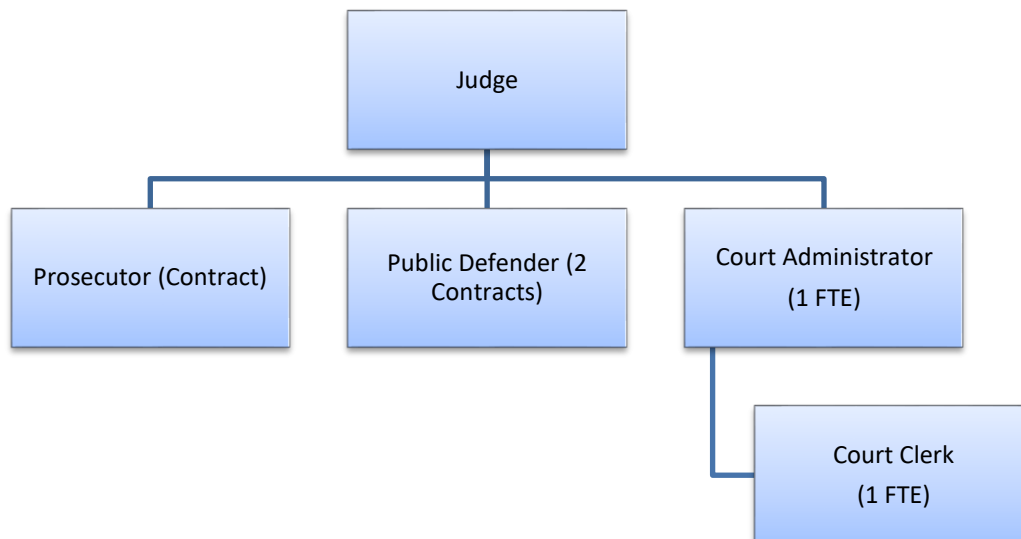 Judge
Prosecutor (Contract)
Public Defender (2
Contracts)
Court Administrator
(1 FTE)
Court Clerk
(1 FTE)